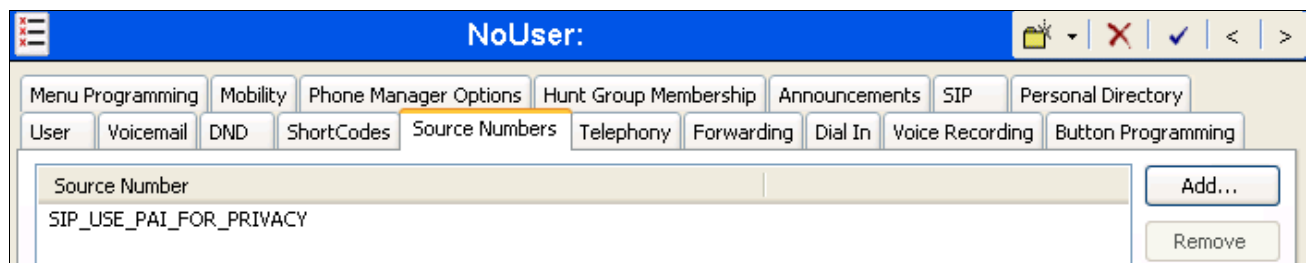 NoUser:
Menu Programming Mobility Phone Manager Options Hunt Group Membership Announcements SIP Personal Directory
User Voicemail DND ShortCodes Source Numbers Telephony Forwarding Dial In Voice Recording Button Programming
Source Number Add...
SIP_USE_PAI_FOR_PRIVACY
Remove